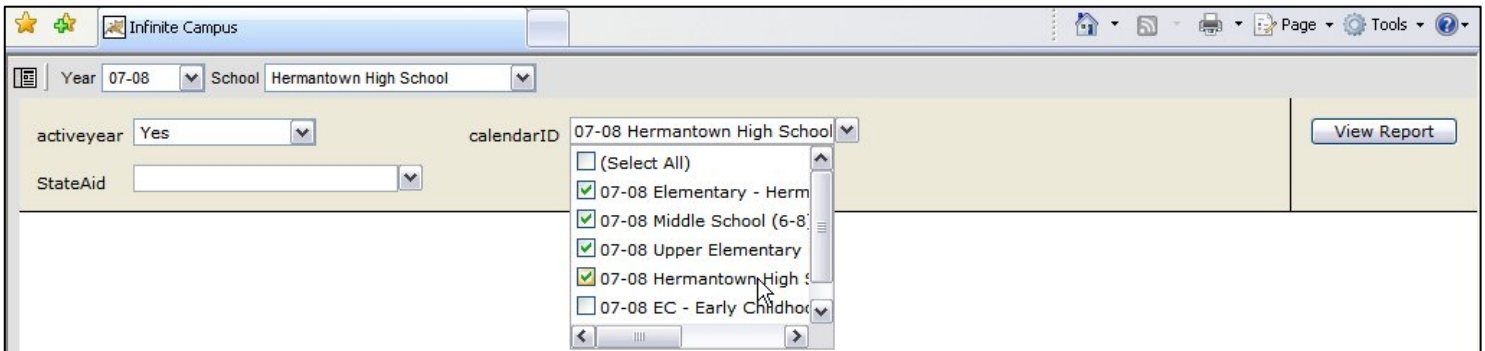 Infinite Campus
Page Tools
Year 07-08 School Hermantown High School
activeyear Yes calendarID 07-08 Hermantown High School View Report
StateAid
(Select All)
07-08 Elementary - Herm
07-08 Middle School (6-8)
07-08 Upper Elementary
07-08 Hermantown High S
07-08 EC - Early Childhoo